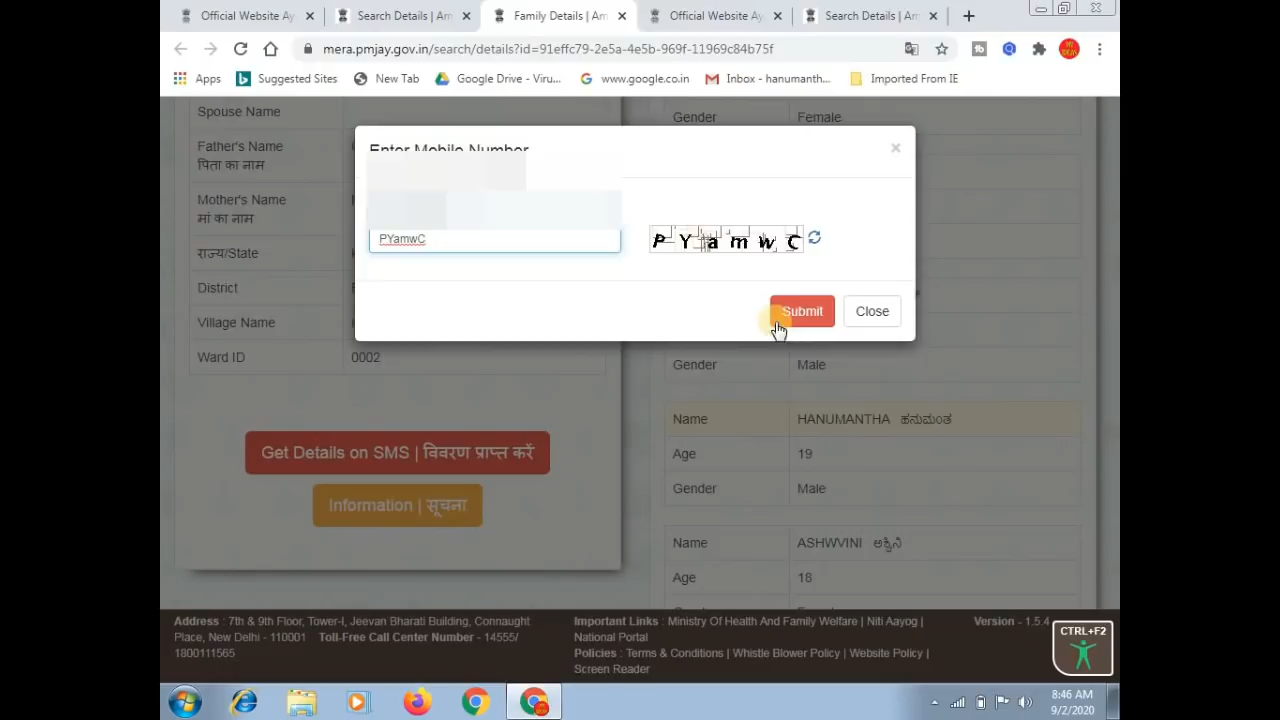 Official Website Ay
Search Details | Am
Family Details | Am
Official Website Ay
Search Details | Am
mera.pmjay.gov.in/search/details?id=91effc79-2e5a-4e5b-969f-11969c84b75f
Apps
Suggested Sites
New Tab
Google Drive - Viru...
www.google.co.in
Inbox - hanumanth...
Imported From IE
Spouse Name
Father's Name
पिता का नाम
Mother's Name
मां का नाम
राज्य/State
District
Village Name
Ward ID 0002
Get Details on SMS | विवरण प्राप्त करें
Information | सूचना
Enter Mobile Number
×
PYamwC
P Y a m w C
Submit
Close
Gender Female
Gender Male
Name HANUMANTHA ಹನುಮಂತ
Age 19
Gender Male
Name ASHWVINI ಅಶ್ವಿನಿ
Age 18
Address : 7th & 9th Floor, Tower-I, Jeevan Bharati Building, Connaught
Place, New Delhi - 110001 Toll-Free Call Center Number - 14555/
1800111565
Important Links : Ministry Of Health And Family Welfare | Niti Aayog |
National Portal
Policies : Terms & Conditions | Whistle Blower Policy | Website Policy |
Screen Reader
Version - 1.5.4
CTRL+F2
8:46 AM
9/2/2020